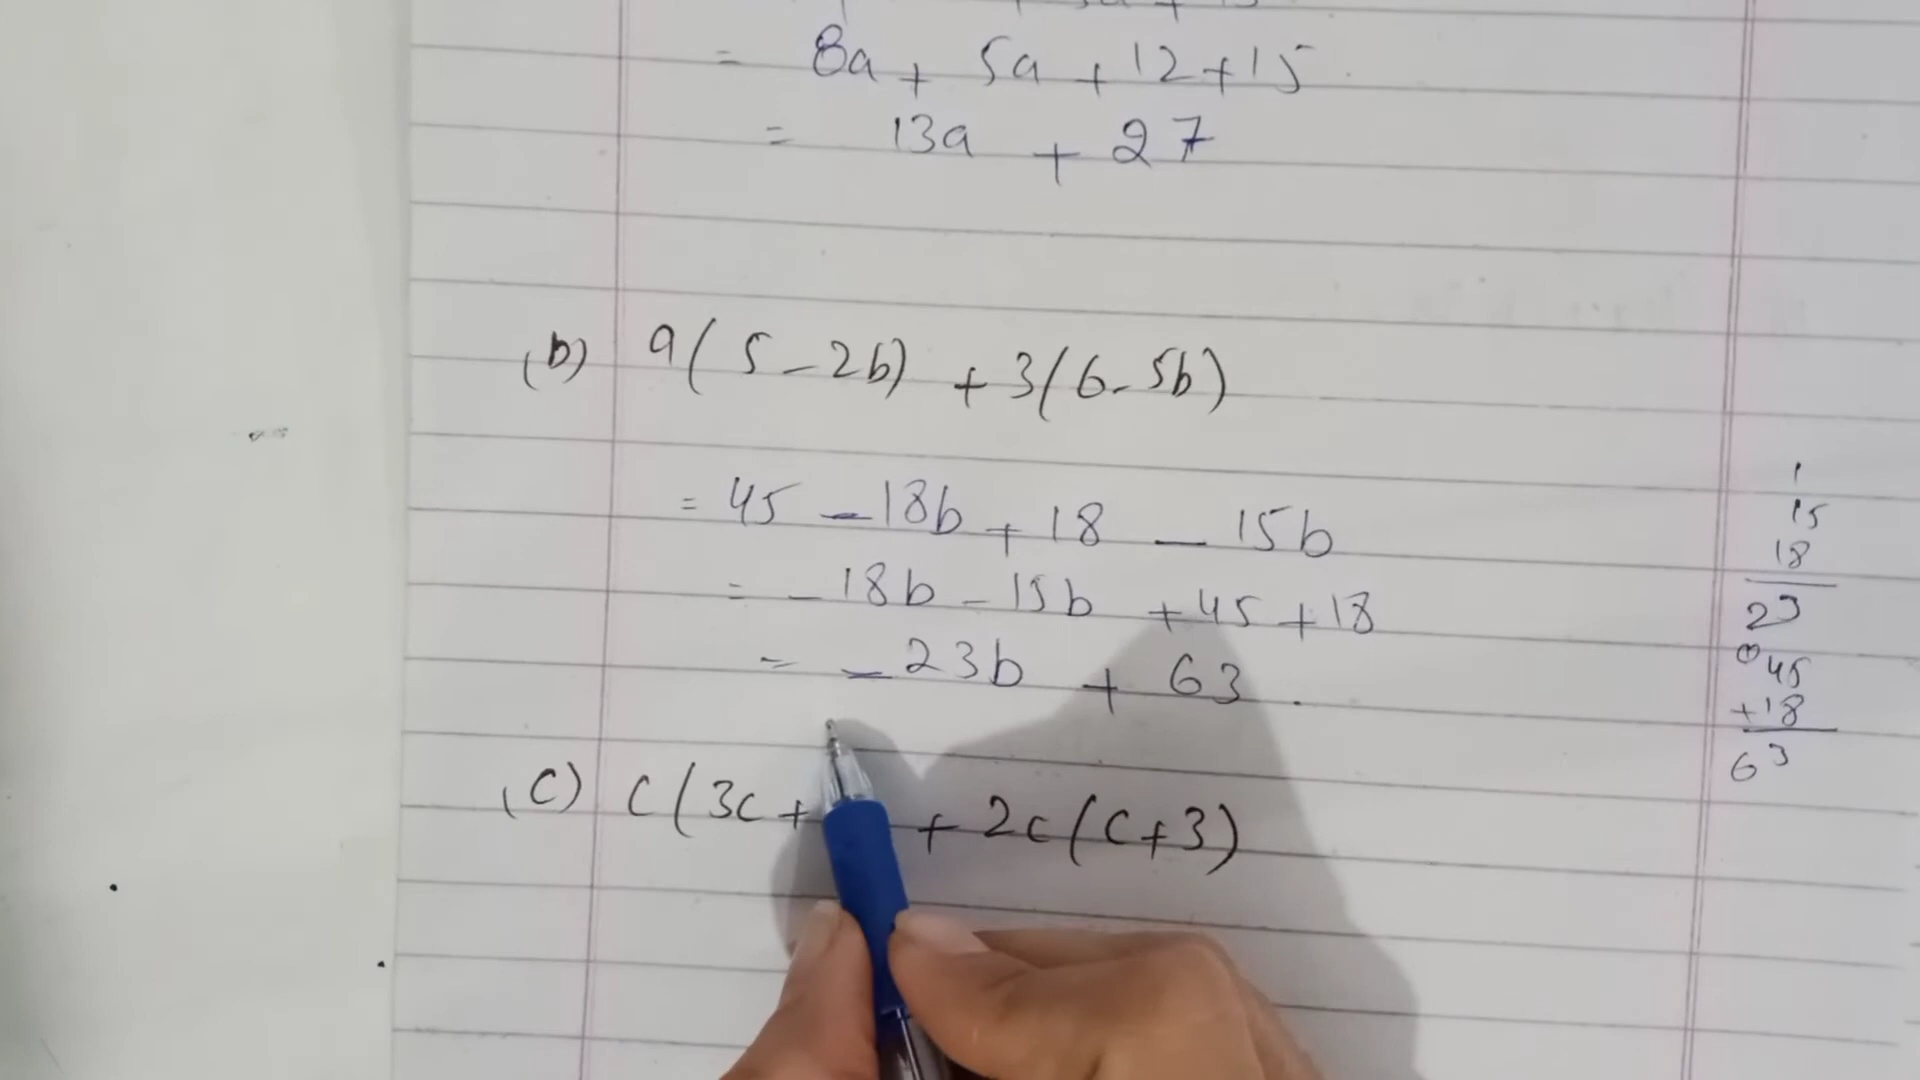 = 8a + 5a + 12 + 15
= 13a + 27
(b) 9(5 - 2b) + 3(6 - 5b)
= 45 - 18b + 18 - 15b
= - 18b - 15b + 45 + 18
= - 23b + 63.
(C) c(3c + + 2c(c+3)
1
15
18
23
45
+18
63